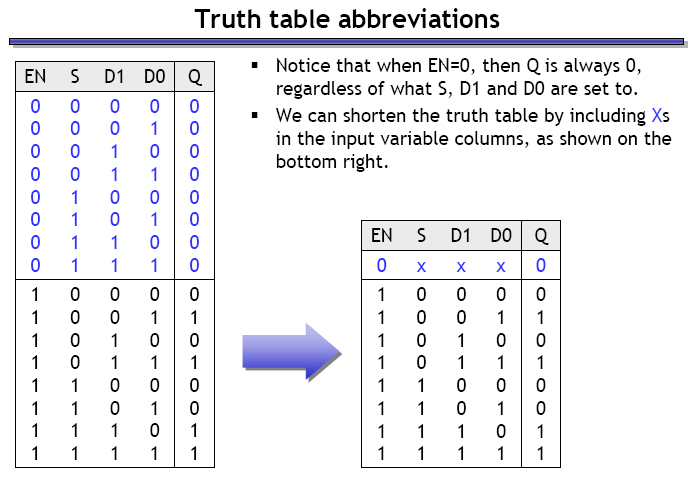 Truth table abbreviations
EN S D1 D0 Q
0 0 0 0 0
0 0 0 1 0
0 0 1 0 0
0 0 1 1 0
0 1 0 0 0
0 1 0 1 0
0 1 1 0 0
0 1 1 1 0
1 0 0 0 0
1 0 0 1 1
1 0 1 0 0
1 0 1 1 1
1 1 0 0 0
1 1 0 1 0
1 1 1 0 1
1 1 1 1 1
▪ Notice that when EN=0, then Q is always 0,
regardless of what S, D1 and D0 are set to.
▪ We can shorten the truth table by including Xs
in the input variable columns, as shown on the
bottom right.
EN S D1 D0 Q
0 x x x 0
1 0 0 0 0
1 0 0 1 1
1 0 1 0 0
1 0 1 1 1
1 1 0 0 0
1 1 0 1 0
1 1 1 0 1
1 1 1 1 1